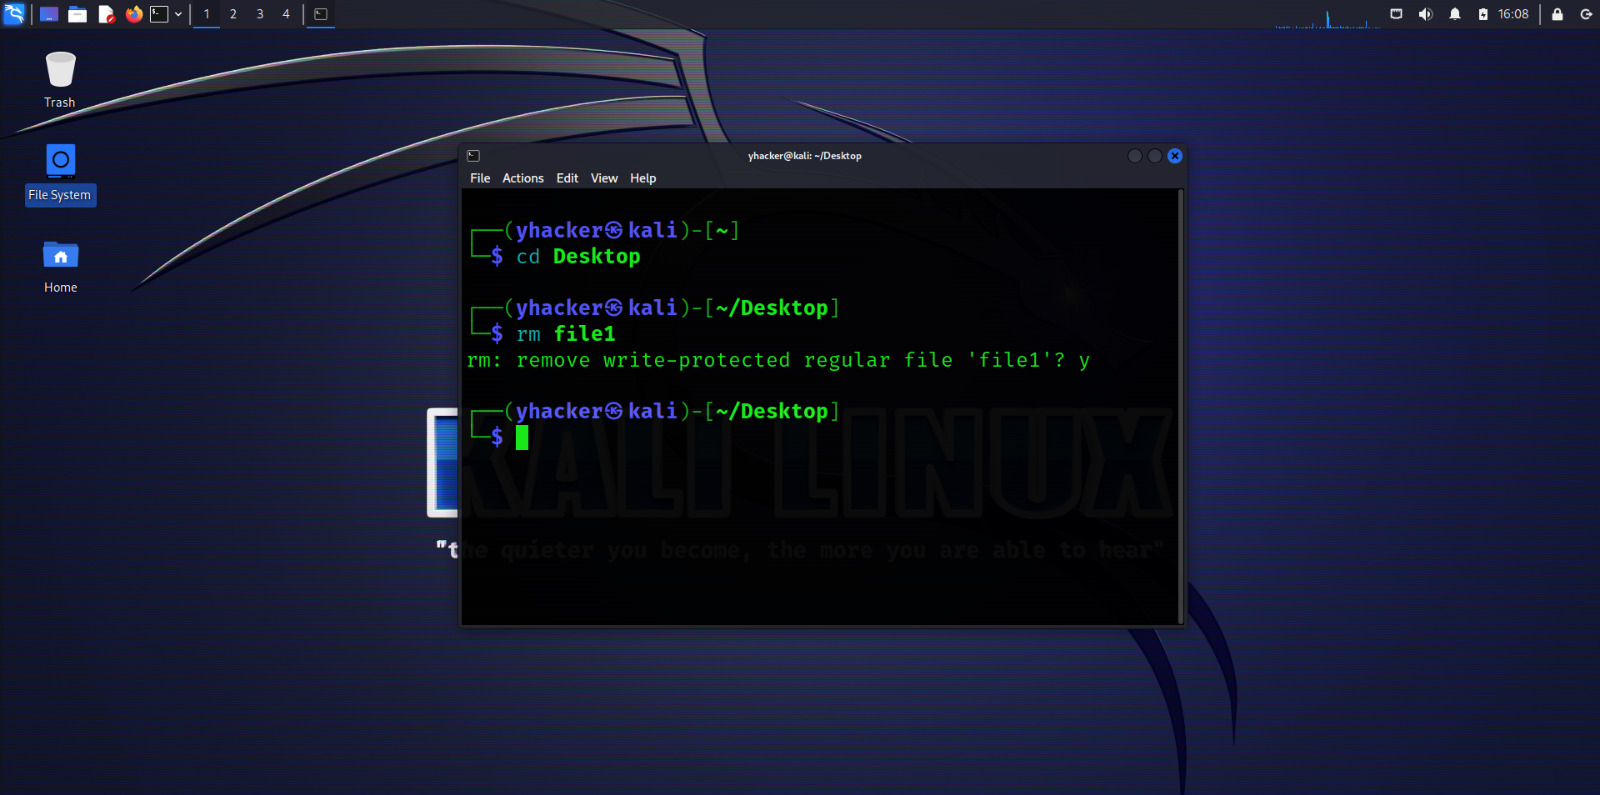 1 2 3 4
16:08
Trash
File System
Home
yhacker@kali: ~/Desktop
File Actions Edit View Help
┌──(yhacker㉿kali)-[~]
└─$ cd Desktop
┌──(yhacker㉿kali)-[~/Desktop]
└─$ rm file1
rm: remove write-protected regular file 'file1'? y
┌──(yhacker㉿kali)-[~/Desktop]
└─$
KALI LINUX
"the quieter you become, the more you are able to hear"